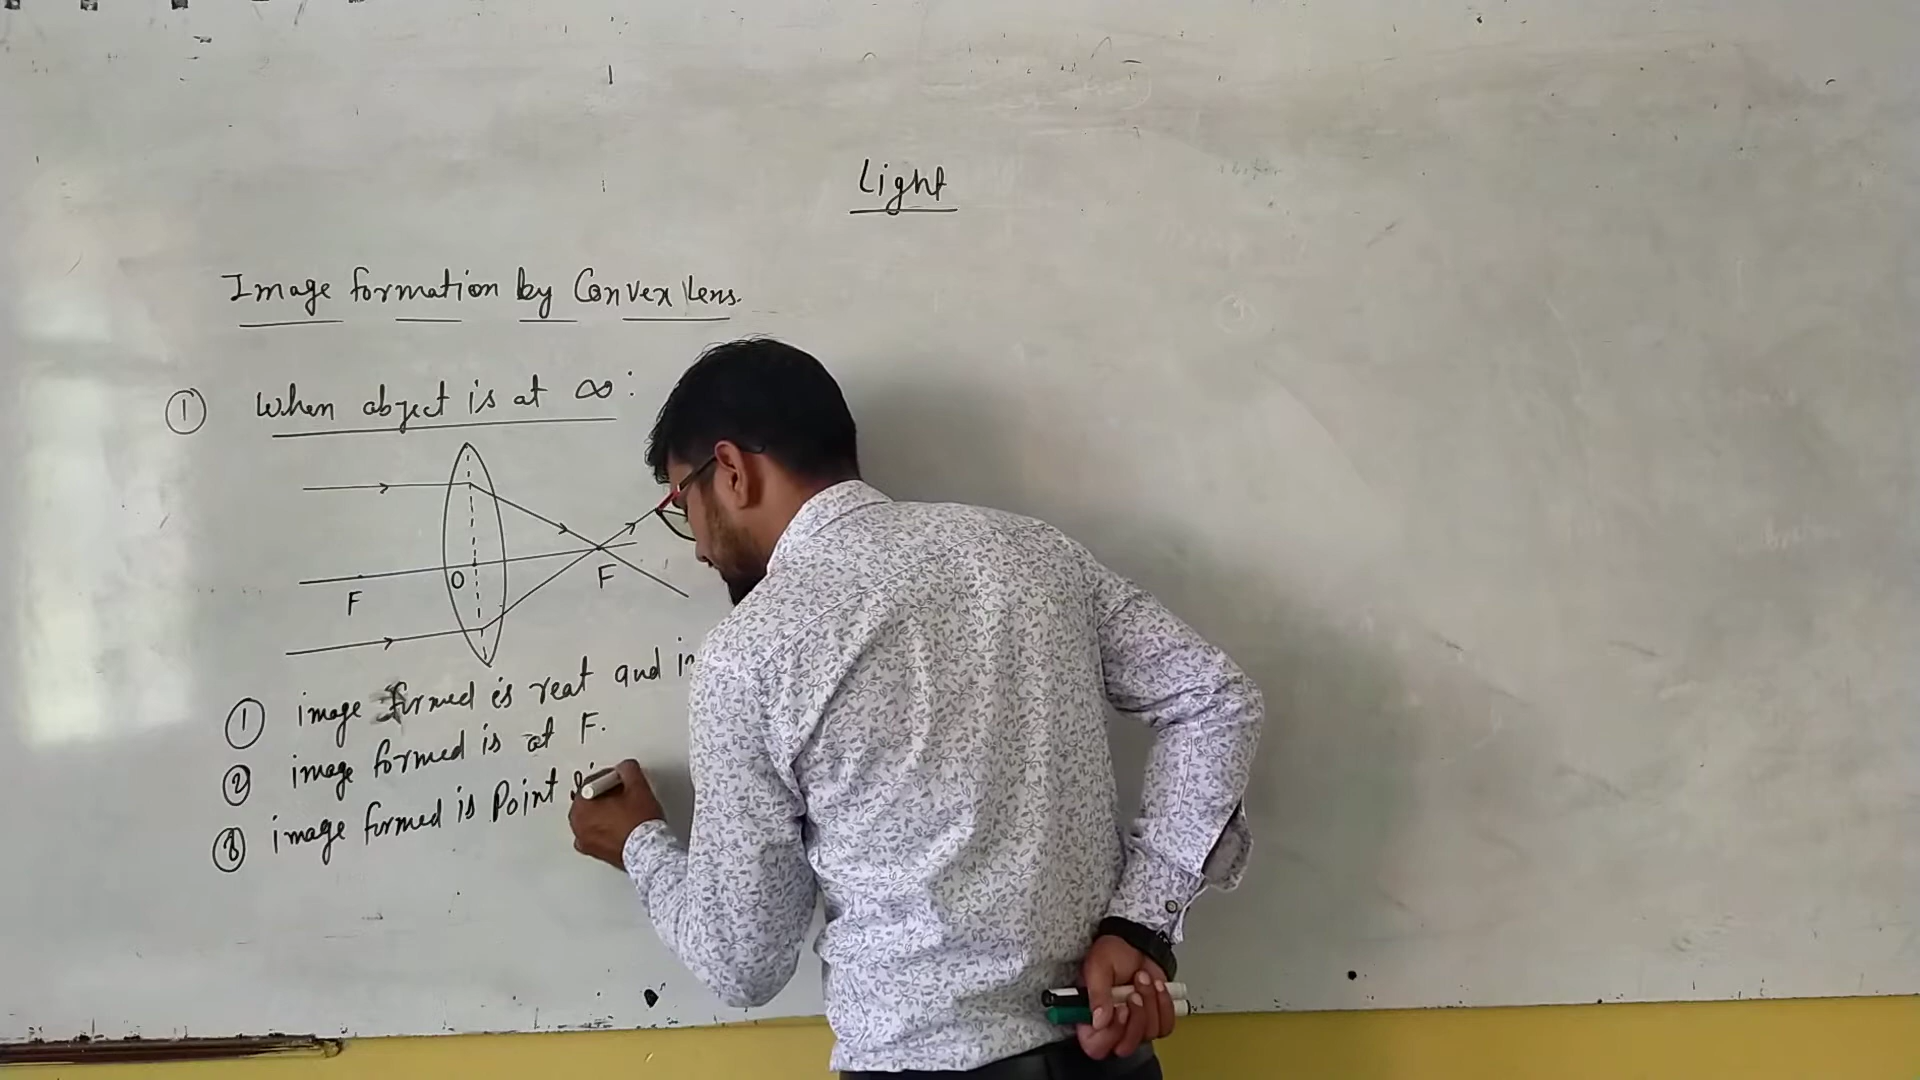 Light
Image formation by Convex Lens.
① When object is at ∞:
O
F
F
① image formed is real and in
② image formed is at F.
③ image formed is Point